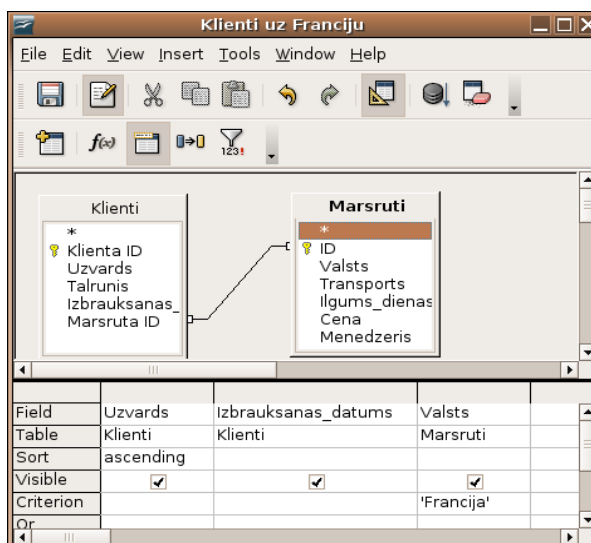 Klienti uz Franciju
File Edit View Insert Tools Window Help
f(x)
123!
Klienti
*
Klienta ID
Uzvards
Talrunis
Izbrauksanas_
Marsruta ID
Marsruti
*
ID
Valsts
Transports
Ilgums_dienas
Cena
Menedzeris
Field Uzvards Izbrauksanas_datums Valsts
Table Klienti Klienti Marsruti
Sort ascending
Visible
Criterion 'Francija'
Or